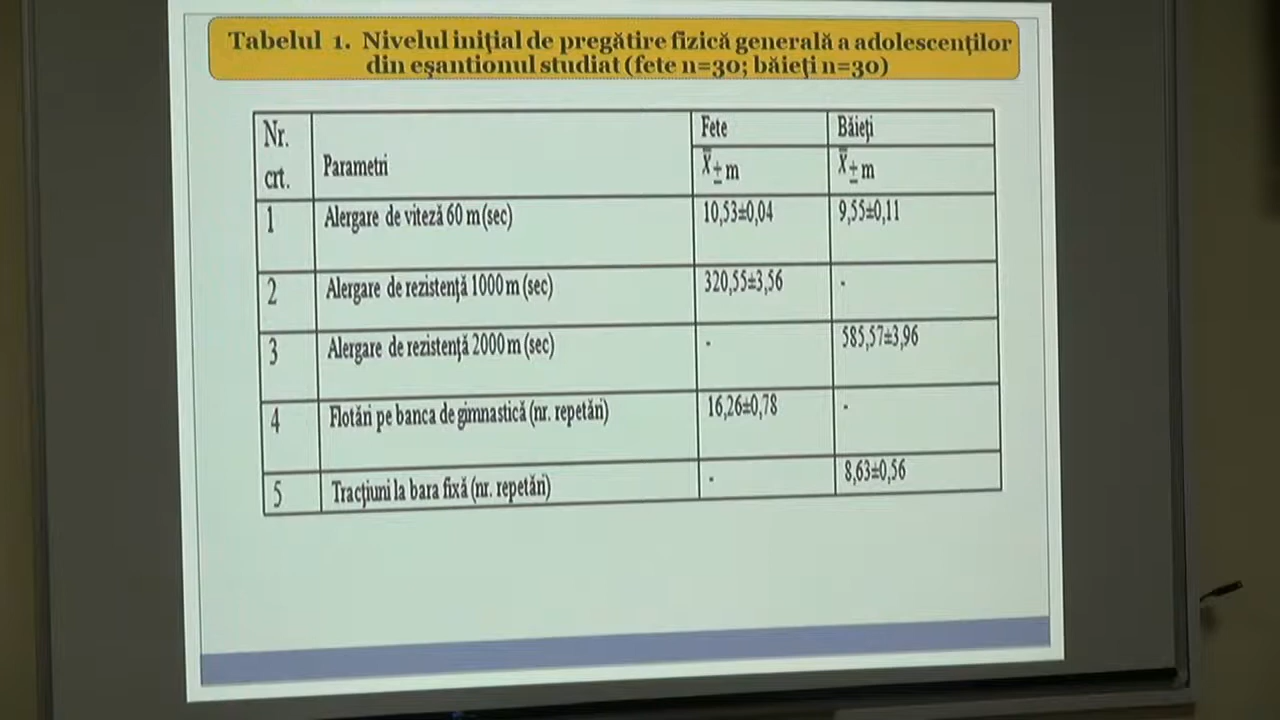 Tabelul 1. Nivelul iniţial de pregătire fizică generală a adolescenţilor
din eşantionul studiat (fete n=30; băieţi n=30)
Nr. crt. Parametri Fete Băieţi
X̅±m X̅±m
1 Alergare de viteză 60 m (sec) 10,53±0,04 9,55±0,11
2 Alergare de rezistenţă 1000 m (sec) 320,55±3,56 -
3 Alergare de rezistenţă 2000 m (sec) - 585,57±3,96
4 Flotări pe banca de gimnastică (nr. repetări) 16,26±0,78 -
5 Tracţiuni la bara fixă (nr. repetări) - 8,63±0,56